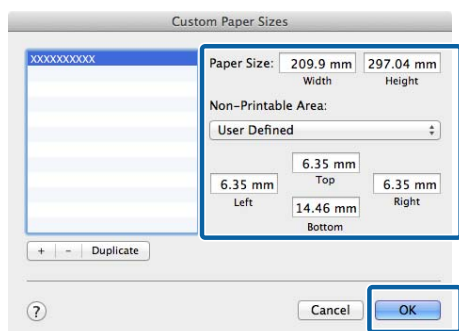 Custom Paper Sizes
XXXXXXXXXX
Paper Size: 209.9 mm 297.04 mm
Width Height
Non-Printable Area:
User Defined
6.35 mm
Top
6.35 mm 6.35 mm
Left Right
14.46 mm
Bottom
+ – Duplicate
? Cancel OK